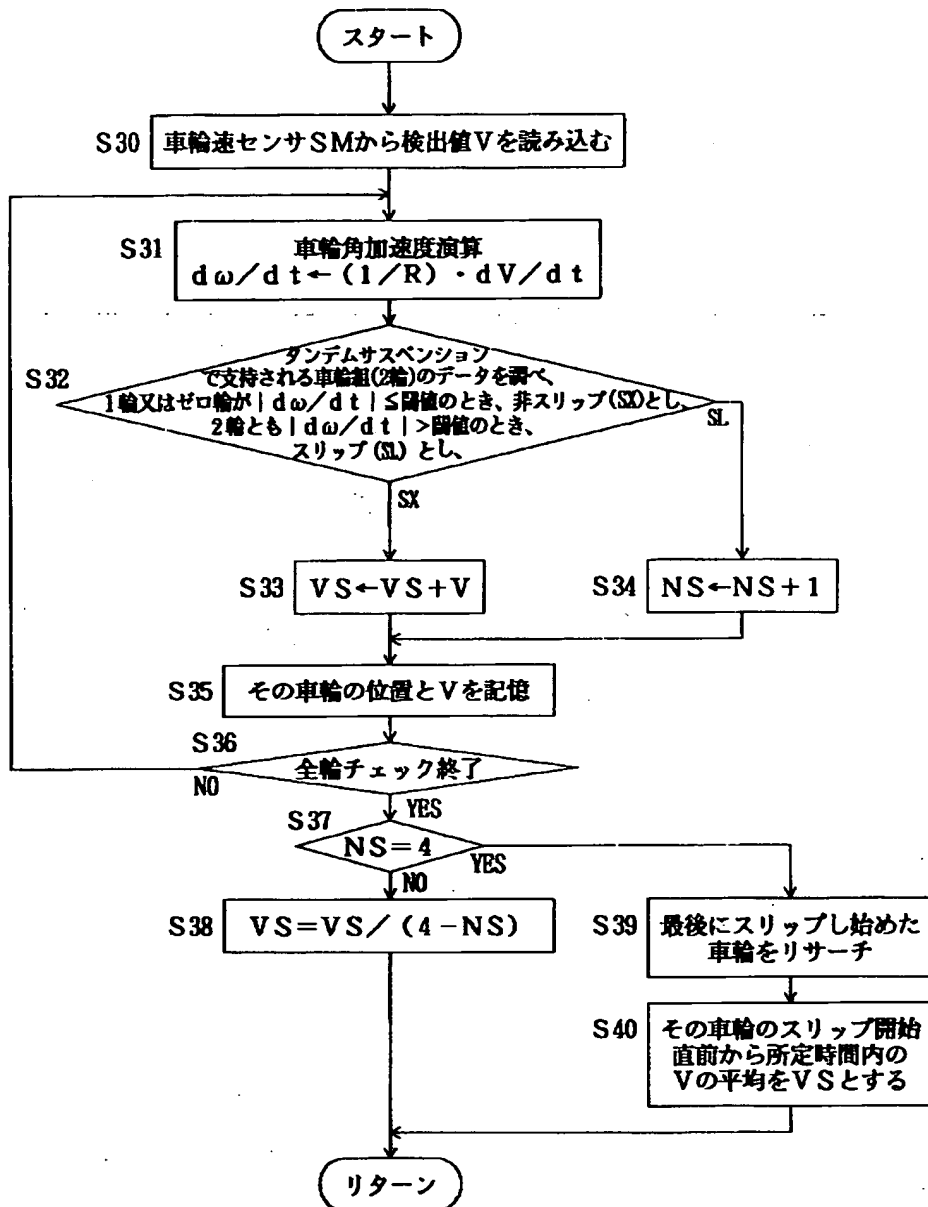 スタート
S30
車輪速センサSMから検出値Vを読み込む
S31
車輪角加速度演算
dω/dt←(1/R)・dV/dt
S32
タンデムサスペンション
で支持される車輪組(2輪)のデータを調べ、
1輪又はゼロ輪が|dω/dt|≦閾値のとき、非スリップ(SX)とし、
2輪とも|dω/dt|>閾値のとき、
スリップ(SL)とし、
SL
SX
S33
VS←VS+V
S34
NS←NS+1
S35
その車輪の位置とVを記憶
S36
全輪チェック終了
NO
YES
S37
NS=4
YES
NO
S38
VS=VS/(4-NS)
S39
最後にスリップし始めた
車輪をリサーチ
S40
その車輪のスリップ開始
直前から所定時間内の
Vの平均をVSとする
リターン